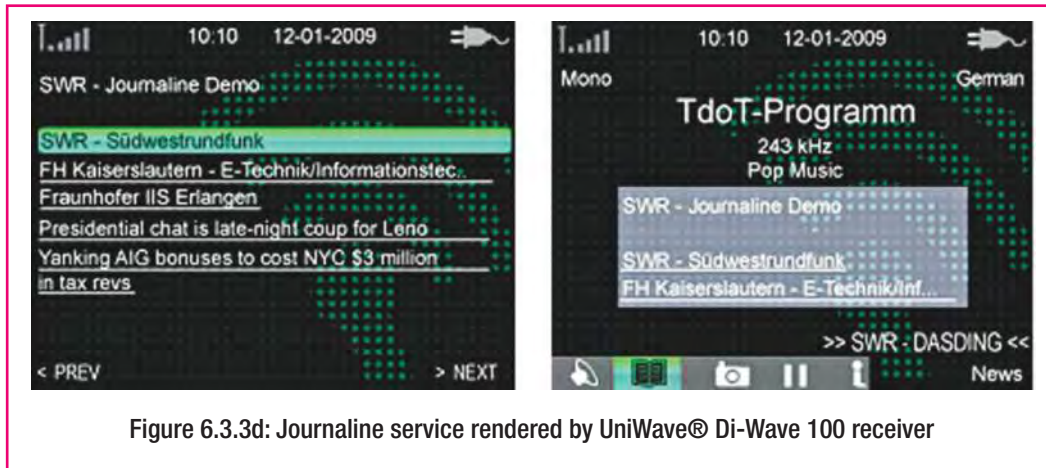 10:10 12-01-2009
SWR - Journaline Demo
SWR - Südwestrundfunk
FH Kaiserslautern - E-Technik/Informationstec.
Fraunhofer IIS Erlangen
Presidential chat is late-night coup for Leno
Yanking AIG bonuses to cost NYC $3 million
in tax revs
< PREV > NEXT
10:10 12-01-2009
Mono German
TdoT-Programm
243 kHz
Pop Music
SWR - Journaline Demo
SWR - Südwestrundfunk
FH Kaiserslautern - E-Technik/Inf...
>> SWR - DASDING <<
News
Figure 6.3.3d: Journaline service rendered by UniWave® Di-Wave 100 receiver